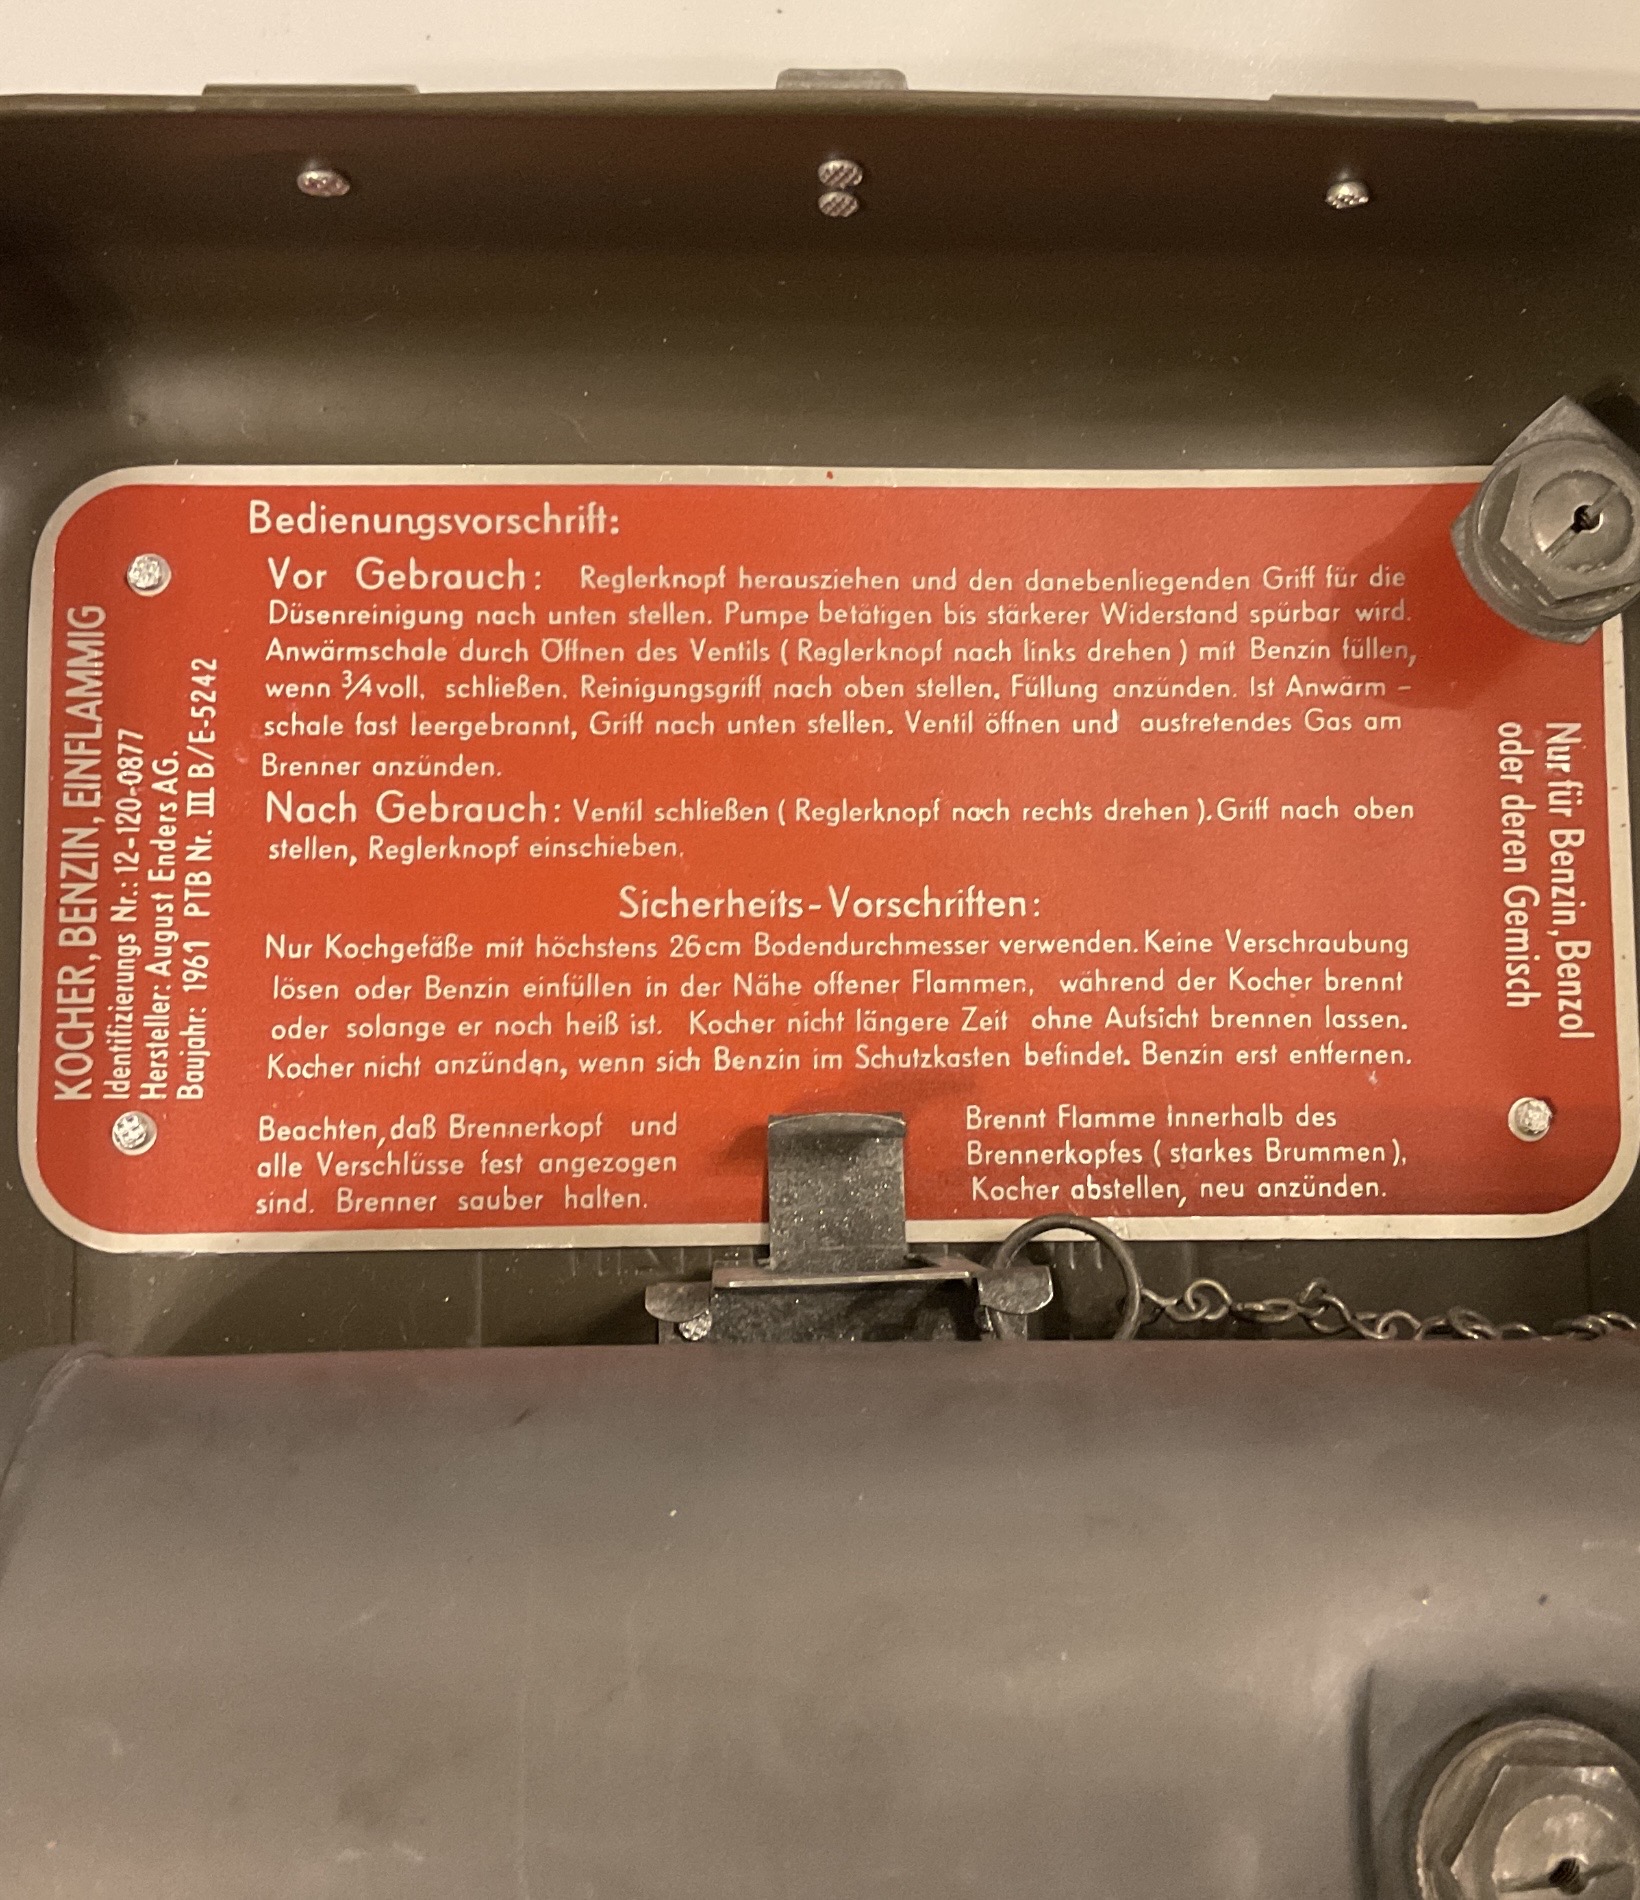 KOCHER, BENZIN, EINFLAMMIG
Identifizierungs Nr.: 12-120-0877
Hersteller: August Enders AG.
Baujahr: 1961 PTB Nr. III B/E-5242
Bedienungsvorschrift:
Vor Gebrauch: Reglerknopf herausziehen und den danebenliegenden Griff für die
Düsenreinigung nach unten stellen. Pumpe betätigen bis stärkerer Widerstand spürbar wird.
Anwärmschale durch Öffnen des Ventils ( Reglerknopf nach links drehen ) mit Benzin füllen,
wenn 3/4 voll, schließen. Reinigungsgriff nach oben stellen. Füllung anzünden. Ist Anwärm-
schale fast leergebrannt, Griff nach unten stellen. Ventil öffnen und austretendes Gas am
Brenner anzünden.
Nach Gebrauch: Ventil schließen ( Reglerknopf nach rechts drehen ). Griff nach oben
stellen, Reglerknopf einschieben.
Sicherheits-Vorschriften:
Nur Kochgefäße mit höchstens 26cm Bodendurchmesser verwenden. Keine Verschraubung
lösen oder Benzin einfüllen in der Nähe offener Flammen, während der Kocher brennt
oder solange er noch heiß ist. Kocher nicht längere Zeit ohne Aufsicht brennen lassen.
Kocher nicht anzünden, wenn sich Benzin im Schutzkasten befindet. Benzin erst entfernen.
Beachten, daß Brennerkopf und
alle Verschlüsse fest angezogen
sind. Brenner sauber halten.
Brennt Flamme innerhalb des
Brennerkopfes ( starkes Brummen ),
Kocher abstellen, neu anzünden.
Nur für Benzin, Benzol
oder deren Gemisch